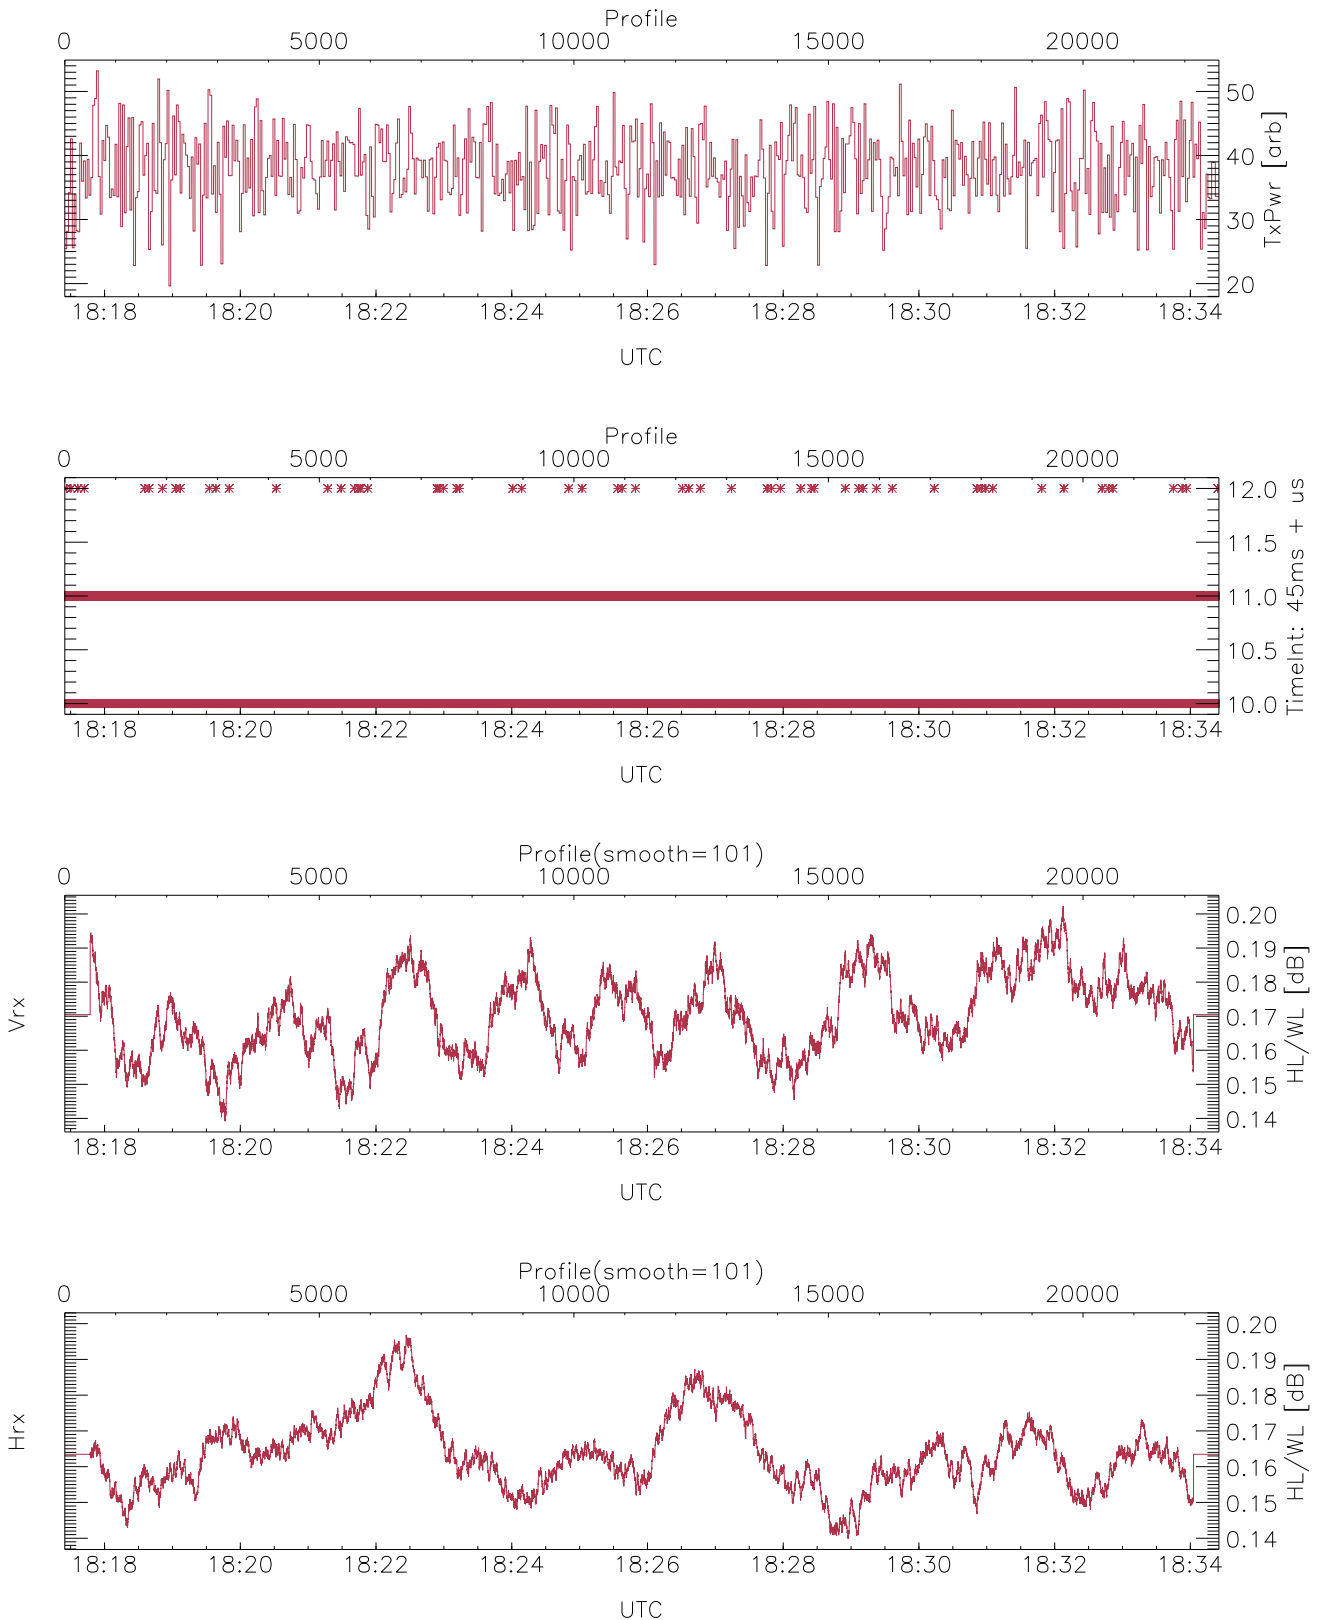 Profile
0 5000 10000 15000 20000
50
40
30
20
TxPwr [arb]
18:18 18:20 18:22 18:24 18:26 18:28 18:30 18:32 18:34
UTC
Profile
0 5000 10000 15000 20000
12.0
11.5
11.0
10.5
10.0
TimeInt: 45ms + us
18:18 18:20 18:22 18:24 18:26 18:28 18:30 18:32 18:34
UTC
Profile(smooth=101)
0 5000 10000 15000 20000
Vrx
0.20
0.19
0.18
0.17
0.16
0.15
0.14
HL/WL [dB]
18:18 18:20 18:22 18:24 18:26 18:28 18:30 18:32 18:34
UTC
Profile(smooth=101)
0 5000 10000 15000 20000
Hrx
0.20
0.19
0.18
0.17
0.16
0.15
0.14
HL/WL [dB]
18:18 18:20 18:22 18:24 18:26 18:28 18:30 18:32 18:34
UTC